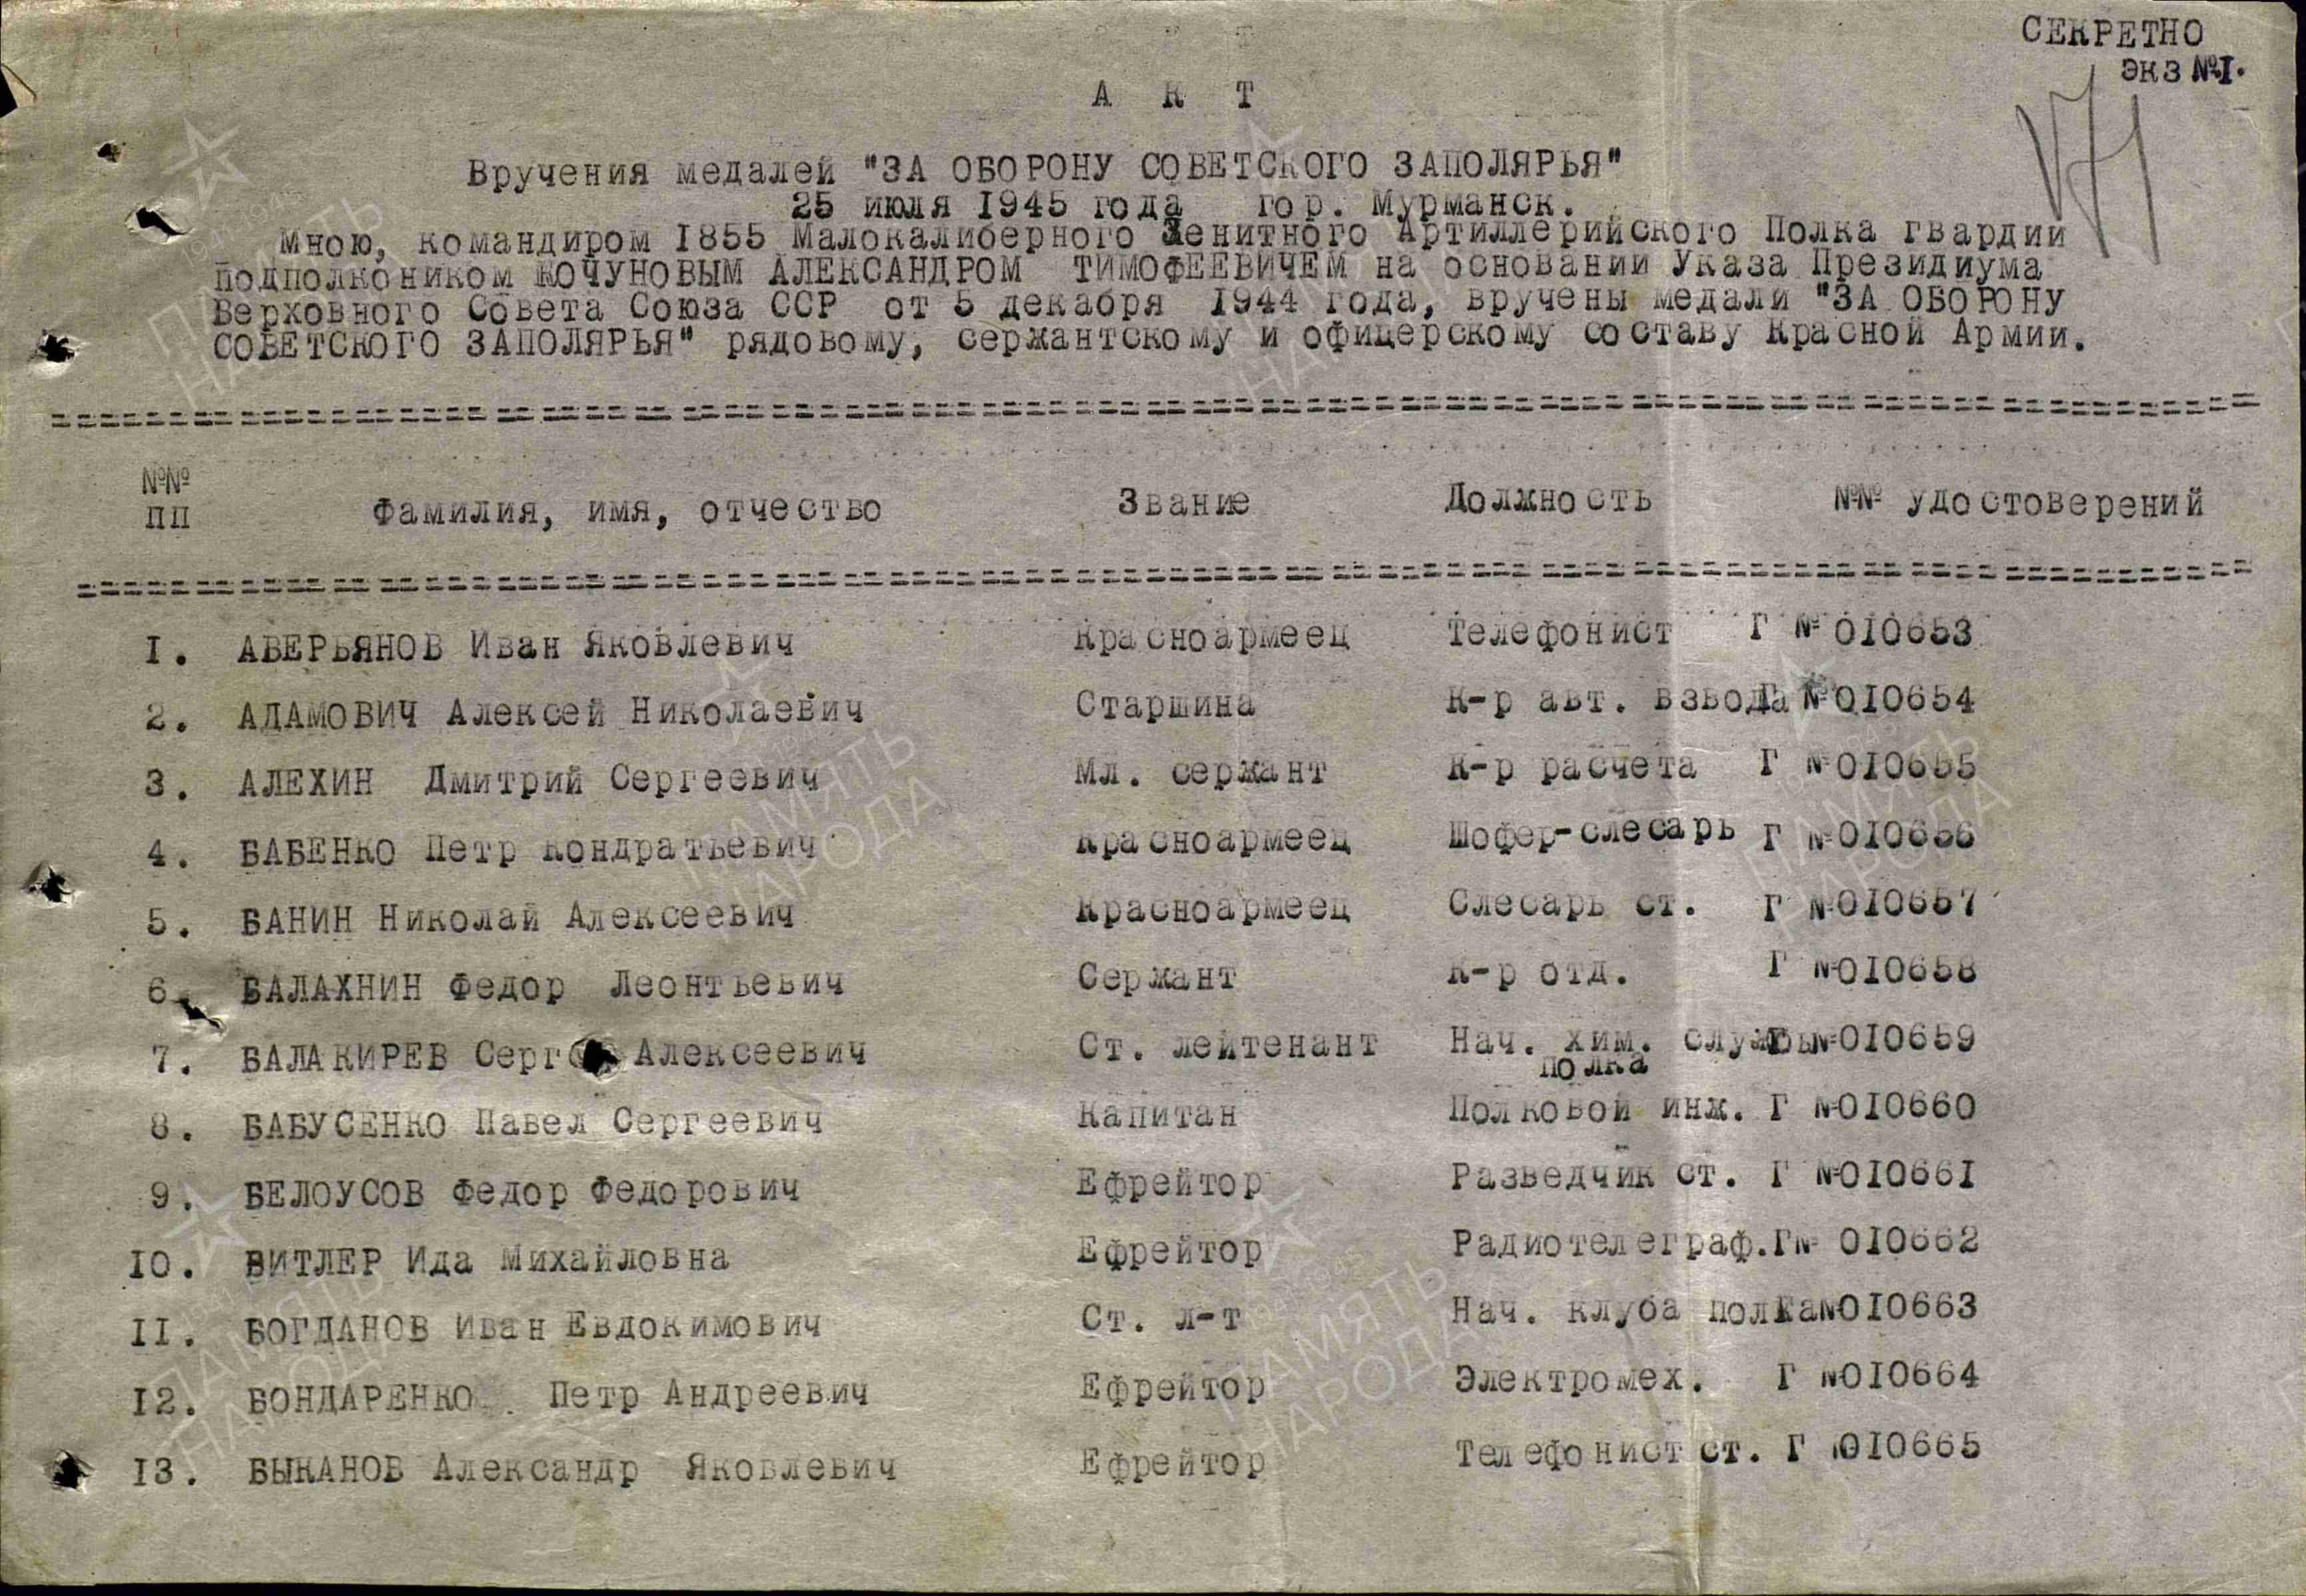 СЕКРЕТНО
экз №I.
А К Т
Вручения медалей "ЗА ОБОРОНУ СОВЕТСКОГО ЗАПОЛЯРЬЯ"
25 июля 1945 года гор. Мурманск.
Мною, командиром 1855 Малокалиберного Зенитного Артиллерийского Полка гвардии
подполкоником КОЧУНОВЫМ АЛЕКСАНДРОМ ТИМОФЕЕВИЧЕМ на основании Указа Президиума
Верховного Совета Союза ССР от 5 декабря 1944 года, вручены медали "ЗА ОБОРОНУ
СОВЕТСКОГО ЗАПОЛЯРЬЯ" рядовому, сержантскому и офицерскому составу Красной Армии.
№№ пп Фамилия, имя, отчество Звание Должность №№ удостоверений
I. АВЕРЬЯНОВ Иван Яковлевич Красноармеец Телефонист Г № 010653
2. АДАМОВИЧ Алексей Николаевич Старшина К-р авт. взвода Г №010654
3. АЛЕХИН Дмитрий Сергеевич Мл. сержант К-р расчета Г №010655
4. БАБЕНКО Петр Кондратьевич Красноармеец Шофер-слесарь Г №010656
5. БАНИН Николай Алексеевич Красноармеец Слесарь ст. Г №010657
6. БАЛАХНИН Федор Леонтьевич Сержант К-р отд. Г №010658
7. БАЛАКИРЕВ Алексеевич Ст. лейтенант Нач. хим. службы Г №010659
полка
8. БАБУСЕНКО Павел Сергеевич Капитан Полковой инж. Г №010660
9. БЕЛОУСОВ Федор Федорович Ефрейтор Разведчик ст. Г №010661
10. ВИТЛЕР Ида Михайловна Ефрейтор Радиотелеграф. Г№ 010662
II. БОГДАНОВ Иван Евдокимович Ст. л-т Нач. клуба полка Г №010663
12. БОНДАРЕНКО Петр Андреевич Ефрейтор Электромех. Г №010664
13. БЫКАНОВ Александр Яковлевич Ефрейтор Телефонист ст. Г №010665